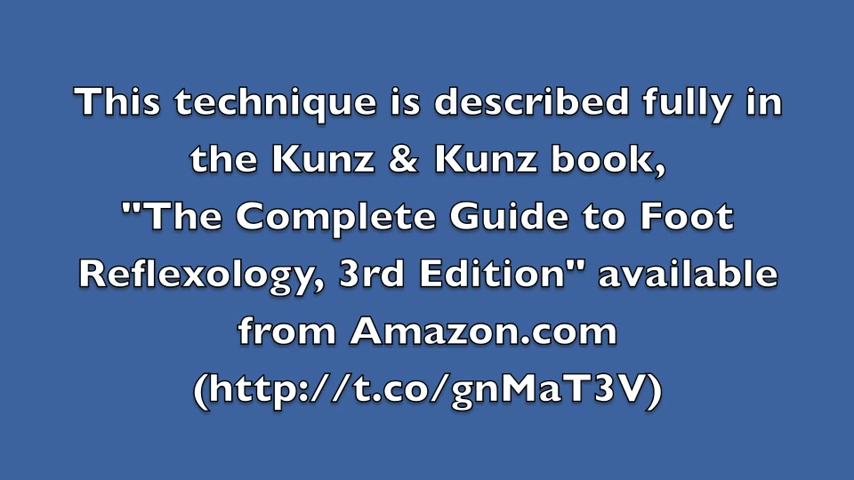 This technique is described fully in
the Kunz & Kunz book,
"The Complete Guide to Foot
Reflexology, 3rd Edition" available
from Amazon.com
(http://t.co/gnMaT3V)